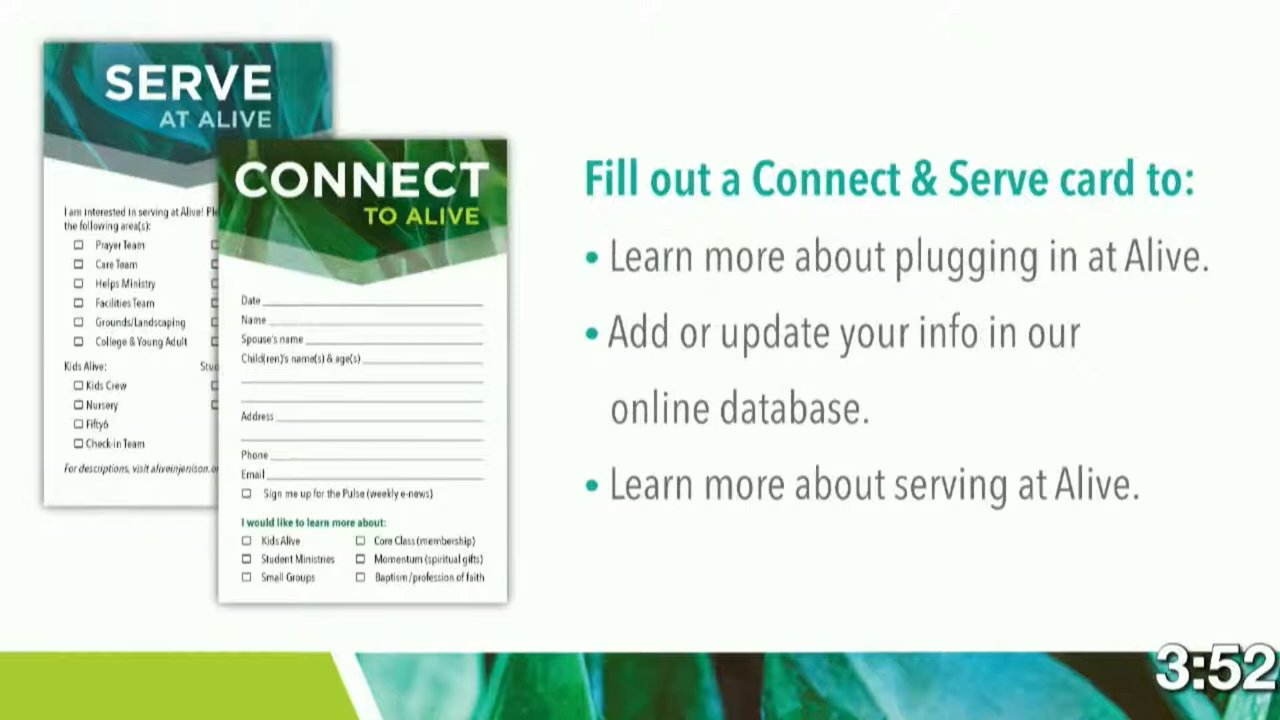 SERVE
AT ALIVE
I am interested in serving at Alive!
the following area(s):
Prayer Team
Care Team
Helps Ministry
Facilities Team
Grounds/Landscaping
College & Young Adult
Kids Alive:
Kids Crew
Nursery
Fifty6
Check-in Team
For descriptions, visit
CONNECT
TO ALIVE
Date
Name
Spouse's name
Child(ren)'s name(s) & age(s)
Address
Phone
Email
Sign me up for the Pulse (weekly e-news)
I would like to learn more about:
Kids Alive
Core Class (membership)
Student Ministries
Momentum (spiritual gifts)
Small Groups
Baptism/profession of faith
Fill out a Connect & Serve card to:
• Learn more about plugging in at Alive.
• Add or update your info in our
online database.
• Learn more about serving at Alive.
3:52